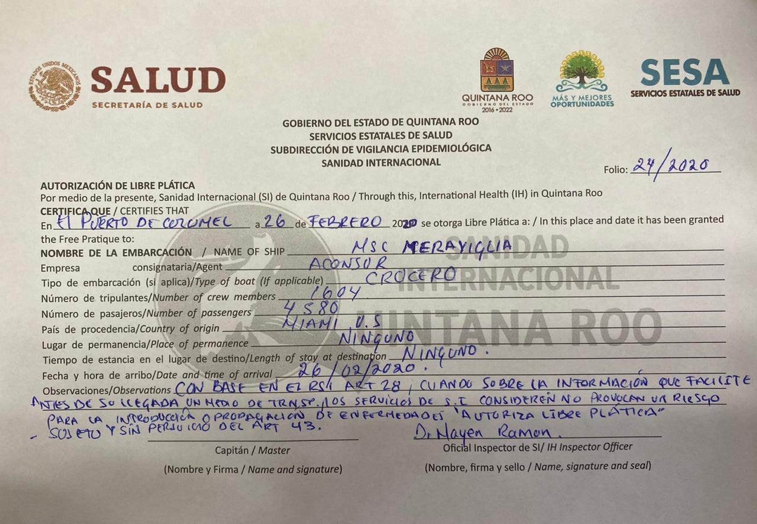 ESTADOS UNIDOS MEXICANOS
SALUD
SECRETARÍA DE SALUD
QUINTANA ROO
GOBIERNO DEL ESTADO
2016 • 2022
MÁS Y MEJORES
OPORTUNIDADES
SESA
SERVICIOS ESTATALES DE SALUD
GOBIERNO DEL ESTADO DE QUINTANA ROO
SERVICIOS ESTATALES DE SALUD
SUBDIRECCIÓN DE VIGILANCIA EPIDEMIOLÓGICA
SANIDAD INTERNACIONAL
Folio: 24/2020
AUTORIZACIÓN DE LIBRE PLÁTICA
Por medio de la presente, Sanidad Internacional (SI) de Quintana Roo / Through this, International Health (IH) in Quintana Roo
CERTIFICA QUE / CERTIFIES THAT
En El PUERTO DE COZUMEL a 26 de FEBRERO 2020 se otorga Libre Plática a: / In this place and date it has been granted
the Free Pratique to:
NOMBRE DE LA EMBARCACIÓN / NAME OF SHIP MSC MERAVIGLIA
Empresa consignataria/Agent ACONSUR
Tipo de embarcación (si aplica)/Type of boat (If applicable) CRUCERO
Número de tripulantes/Number of crew members 1604
Número de pasajeros/Number of passengers 4580
País de procedencia/Country of origin MIAMI U.S
Lugar de permanencia/Place of permanence NINGUNO
Tiempo de estancia en el lugar de destino/Length of stay at destination NINGUNO.
Fecha y hora de arribo/Date and time of arrival 26/02/2020.
Observaciones/Observations CON BASE EN EL RSI ART 28, CUANDO SOBRE LA INFORMACIÓN QUE FACILITE
ANTES DE SU LLEGADA UN MEDIO DE TRANSP, LOS SERVICIOS DE S.I CONSIDEREN NO PROVOCAN UN RIESGO
PARA LA INTRODUCCIÓN O PROPAGACIÓN DE ENFERMEDADES "AUTORIZA LIBRE PLÁTICA"
- SUJETO Y SIN PERJUICIO DEL ART 43.
Dr Nayen Ramon.
Capitán / Master
Oficial Inspector de SI/ IH Inspector Officer
(Nombre y Firma / Name and signature)
(Nombre, firma y sello / Name, signature and seal)
SANIDAD
INTERNACIONAL
QUINTANA ROO